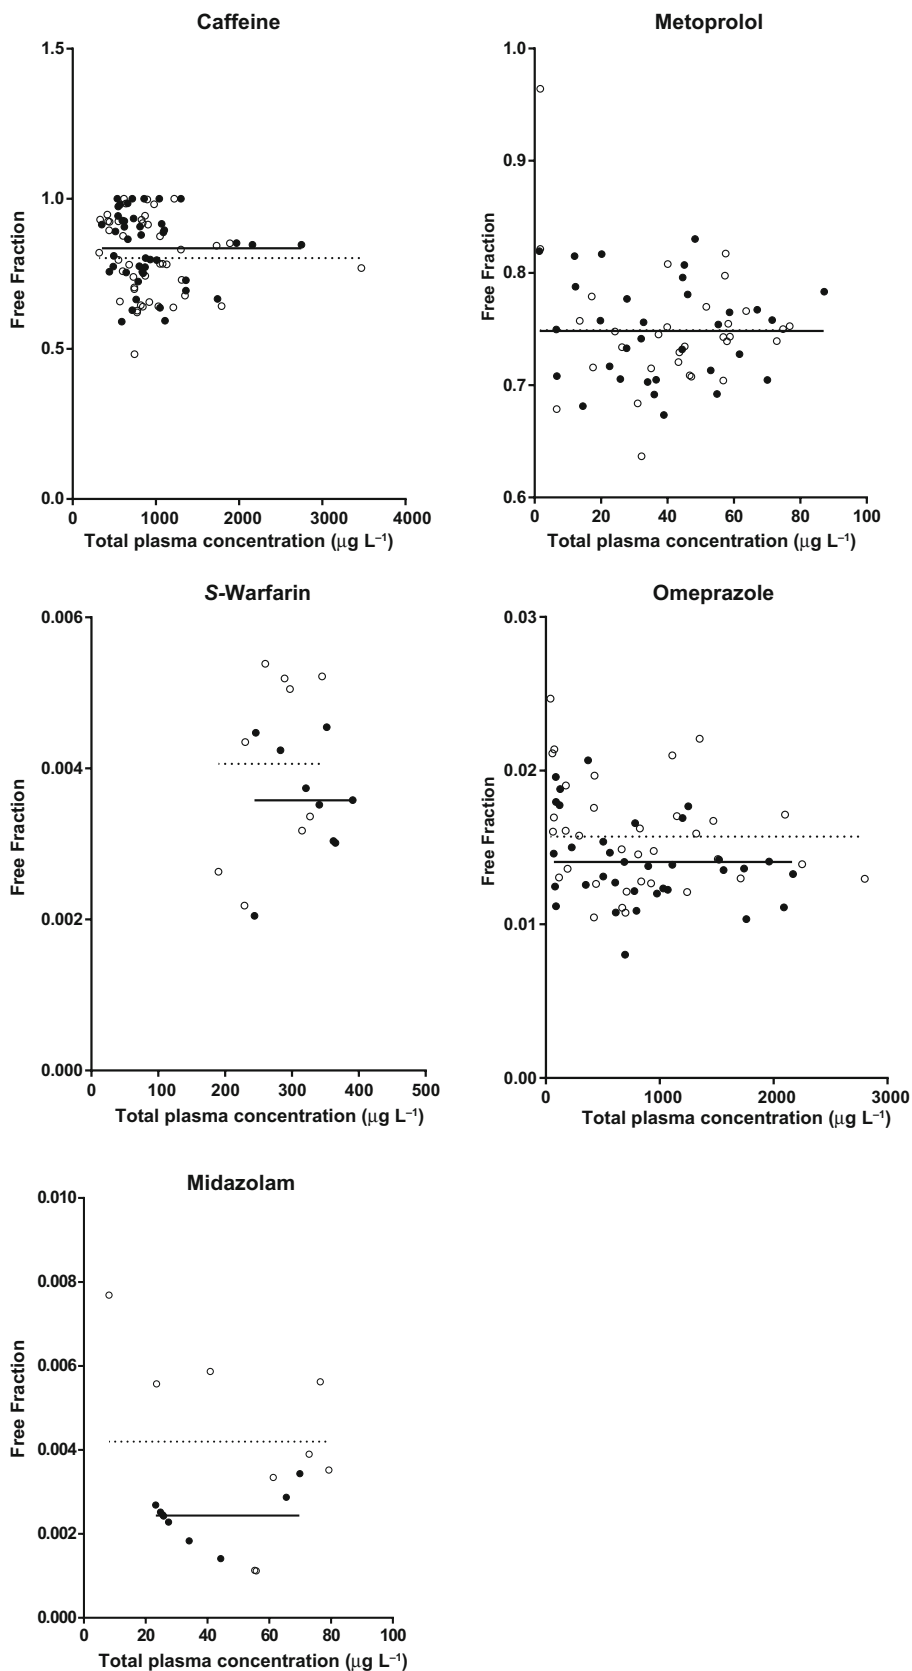 Caffeine
1.5
1.0
0.5
0.0
Free Fraction
0 1000 2000 3000 4000
Total plasma concentration (μg L⁻¹)
Metoprolol
1.0
0.9
0.8
0.7
0.6
Free Fraction
0 20 40 60 80 100
Total plasma concentration (μg L⁻¹)
S-Warfarin
0.006
0.004
0.002
0.000
Free Fraction
0 100 200 300 400 500
Total plasma concentration (μg L⁻¹)
Omeprazole
0.03
0.02
0.01
0.00
Free Fraction
0 1000 2000 3000
Total plasma concentration (μg L⁻¹)
Midazolam
0.010
0.008
0.006
0.004
0.002
0.000
Free Fraction
0 20 40 60 80 100
Total plasma concentration (μg L⁻¹)